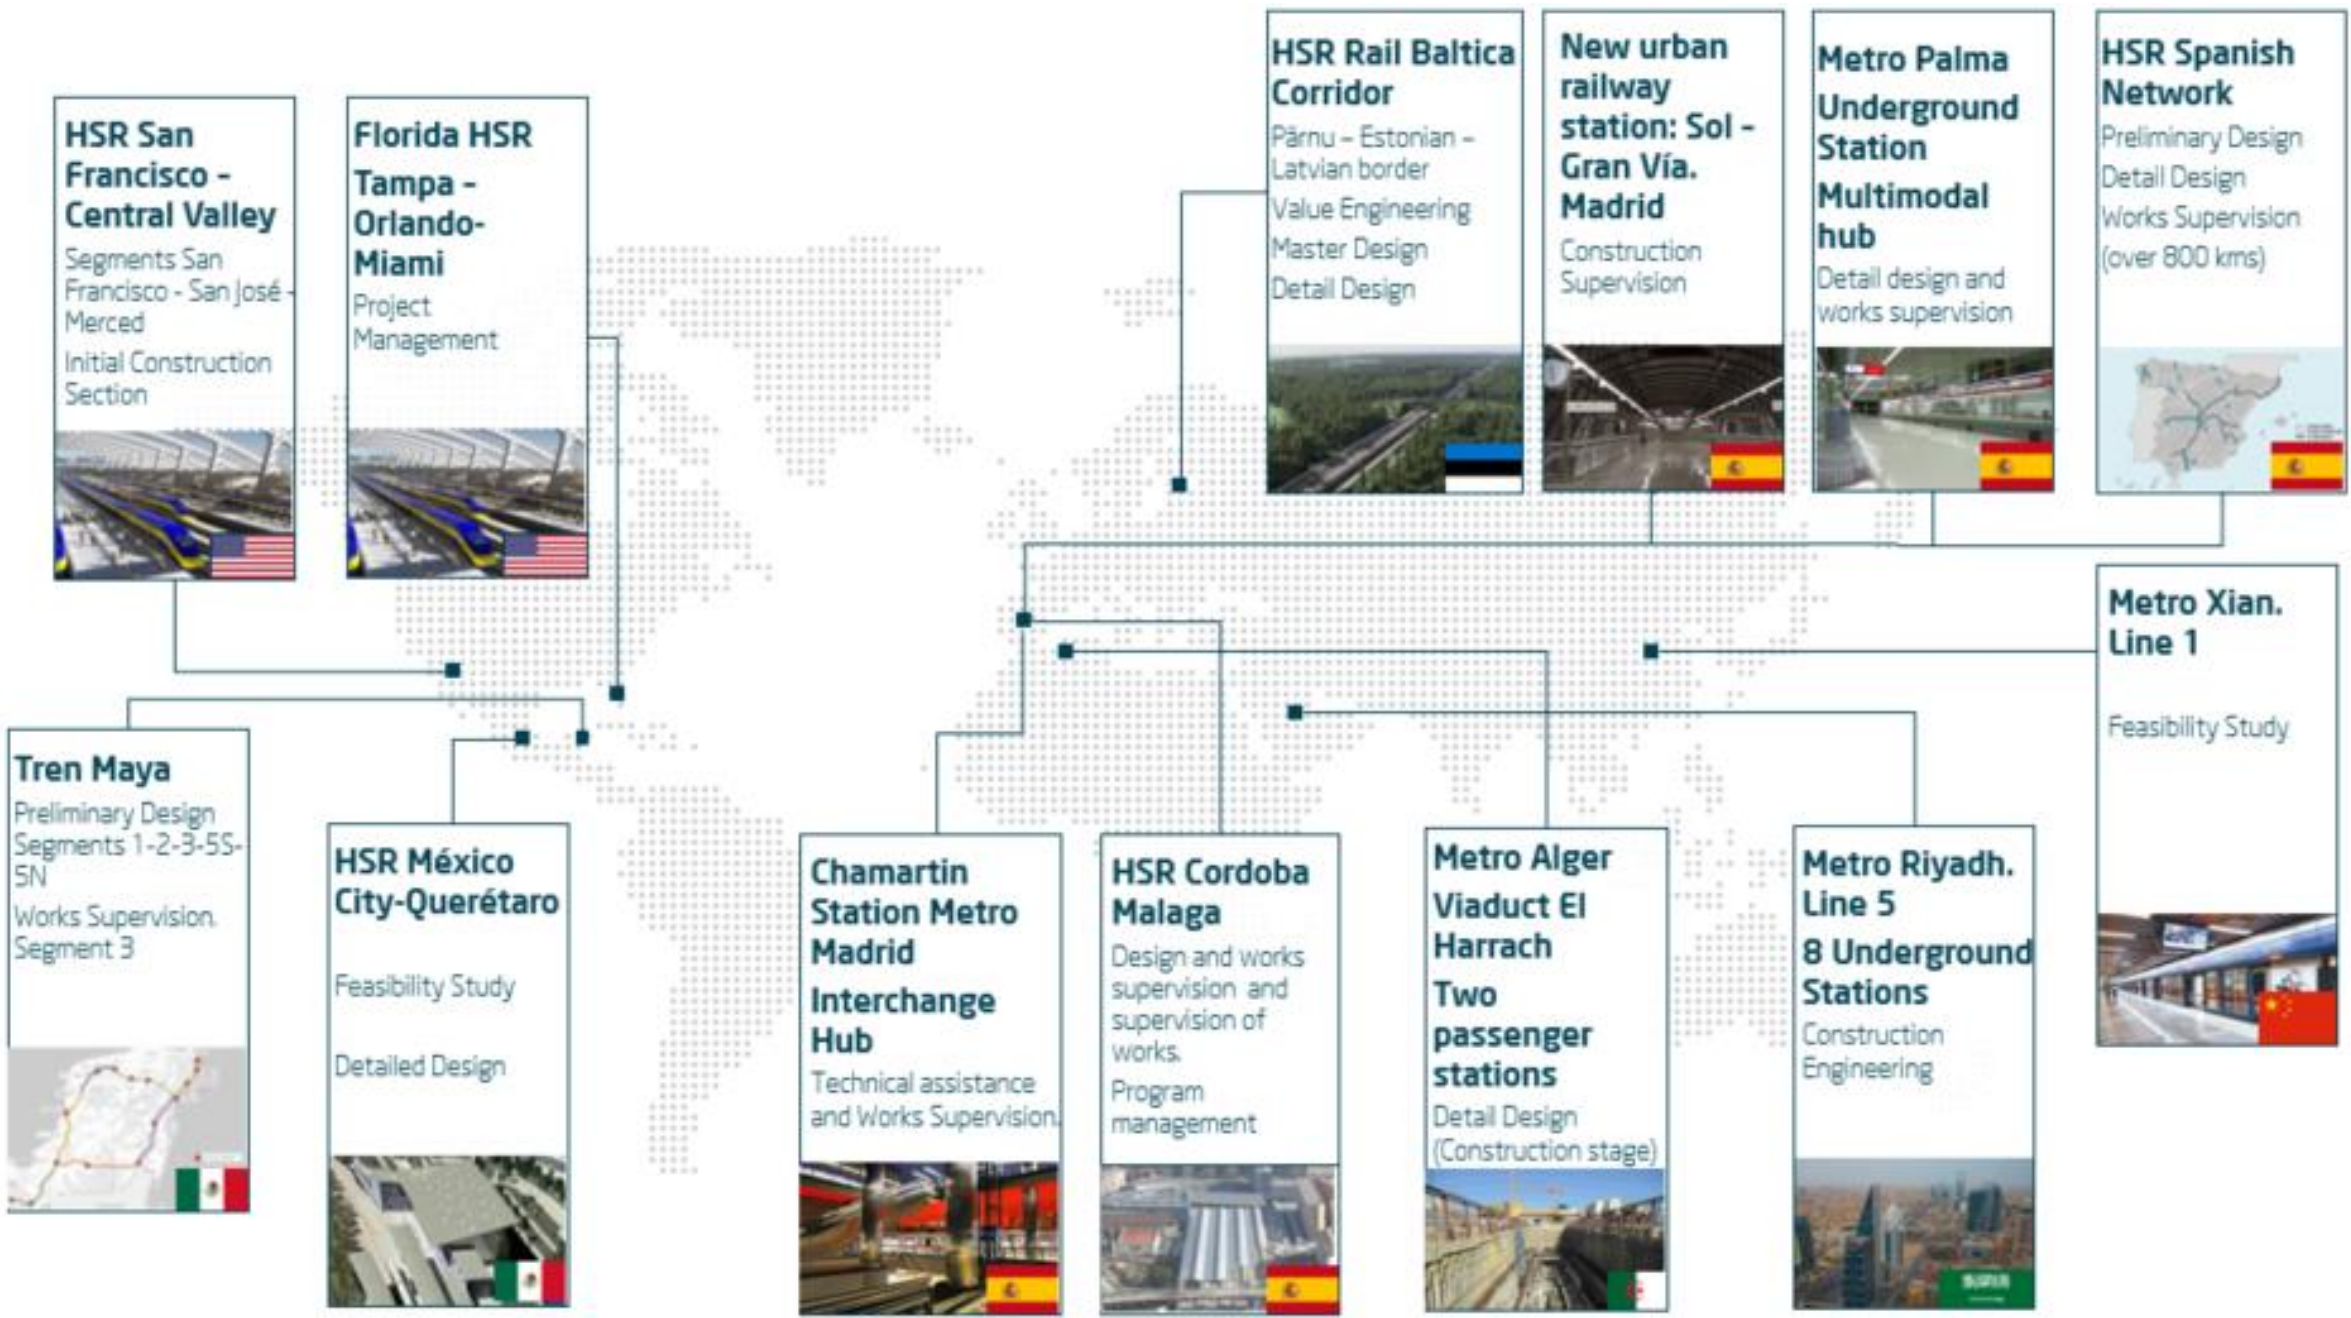 HSR San
Francisco -
Central Valley
Segments San
Francisco - San José -
Merced
Initial Construction
Section
Florida HSR
Tampa -
Orlando-
Miami
Project
Management
HSR Rail Baltica
Corridor
Pärnu – Estonian –
Latvian border
Value Engineering
Master Design
Detail Design
New urban
railway
station: Sol –
Gran Vía.
Madrid
Construction
Supervision
Metro Palma
Underground
Station
Multimodal
hub
Detail design and
works supervision
HSR Spanish
Network
Preliminary Design
Detail Design
Works Supervision
(over 800 kms)
Metro Xian.
Line 1
Feasibility Study
Tren Maya
Preliminary Design
Segments 1-2-3-5S-
5N
Works Supervision.
Segment 3
HSR México
City-Querétaro
Feasibility Study
Detailed Design
Chamartin
Station Metro
Madrid
Interchange
Hub
Technical assistance
and Works Supervision.
HSR Cordoba
Malaga
Design and works
supervision and
supervision of
works.
Program
management
Metro Alger
Viaduct El
Harrach
Two
passenger
stations
Detail Design
(Construction stage)
Metro Riyadh.
Line 5
8 Underground
Stations
Construction
Engineering